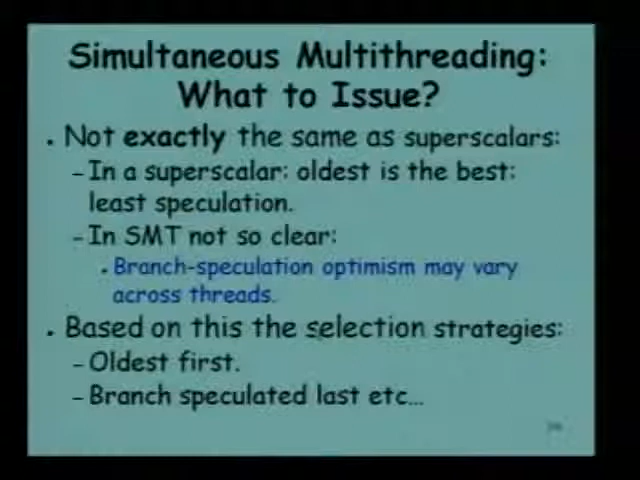 Simultaneous Multithreading:
What to Issue?
• Not exactly the same as superscalars:
– In a superscalar: oldest is the best:
least speculation.
– In SMT not so clear:
• Branch-speculation optimism may vary
across threads.
• Based on this the selection strategies:
– Oldest first.
– Branch speculated last etc…